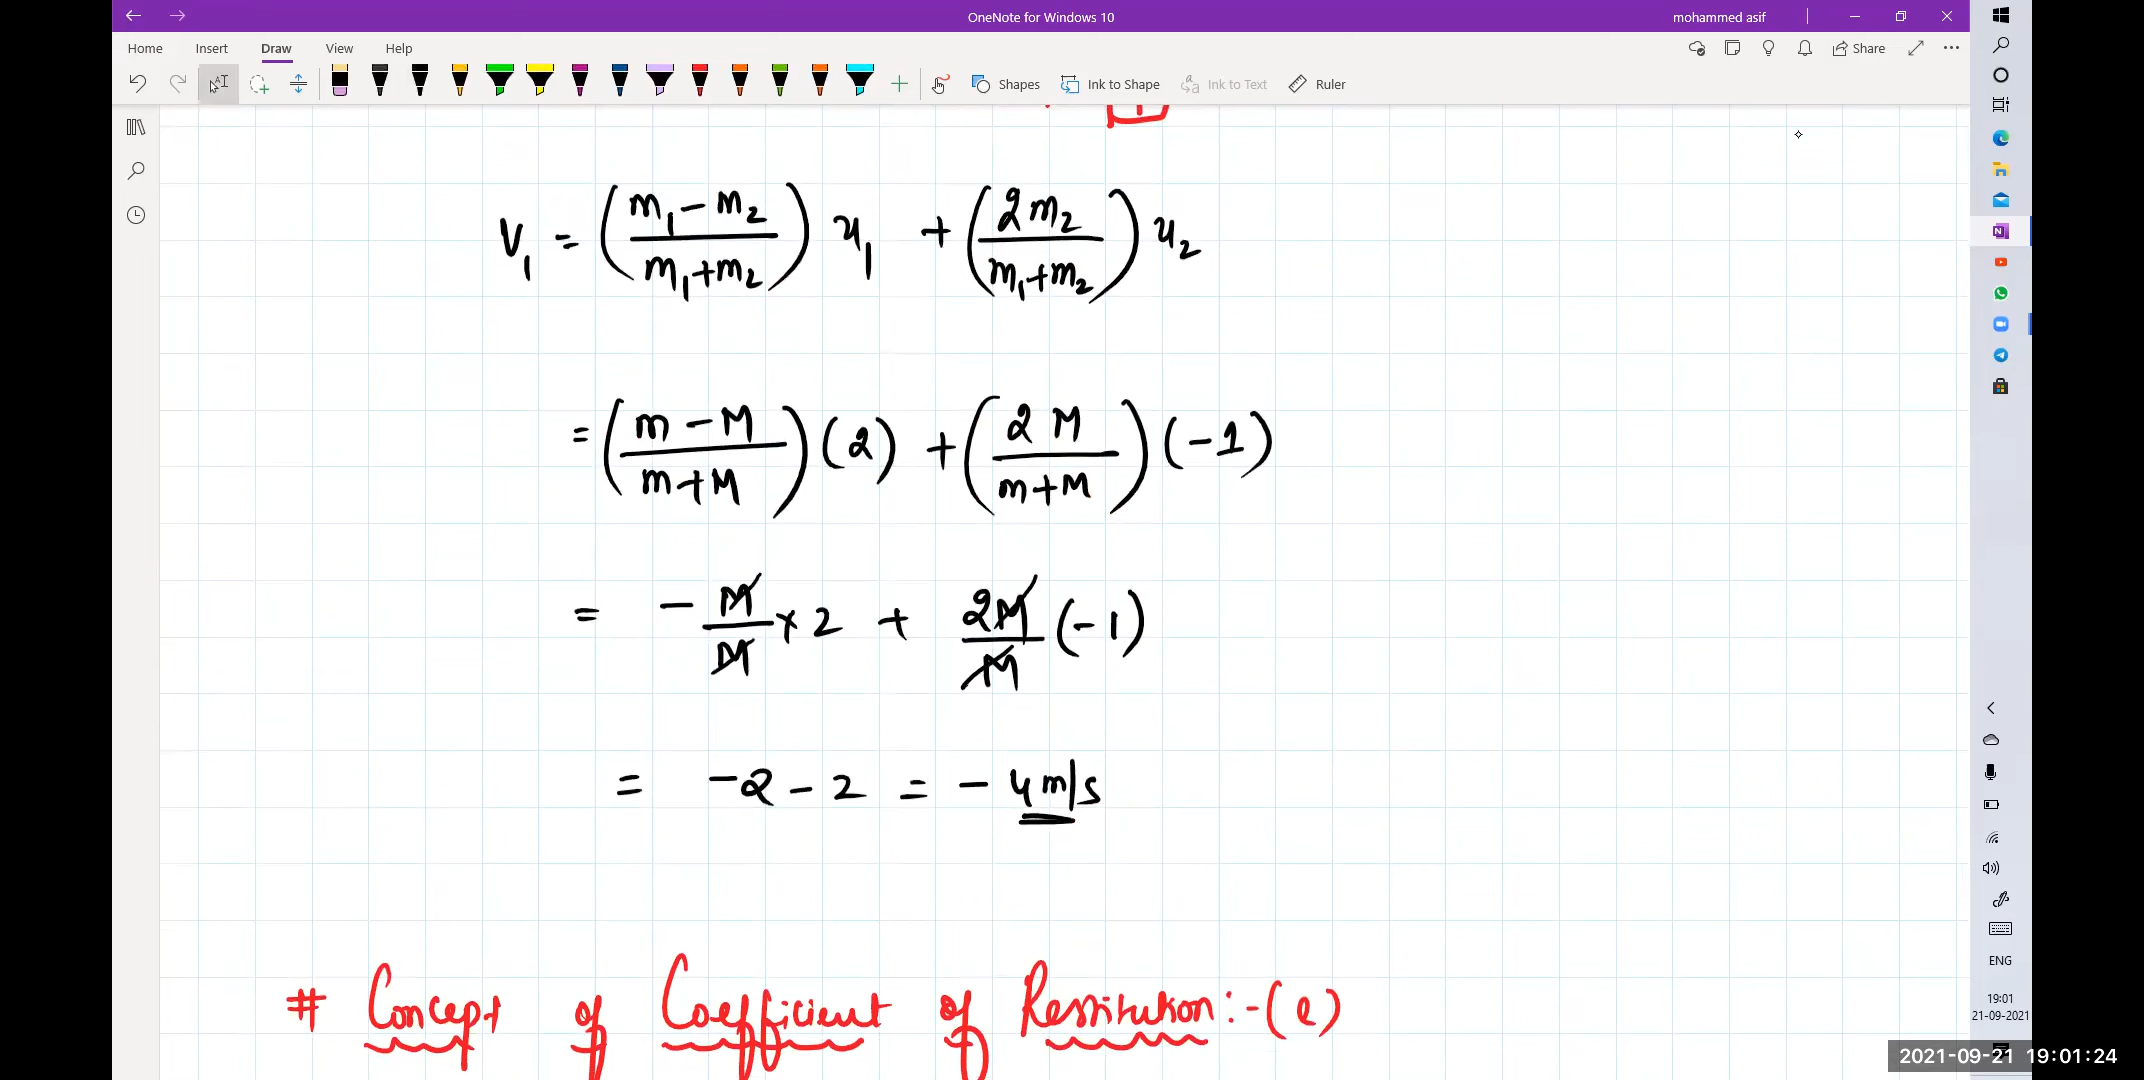 OneNote for Windows 10
mohammed asif
Home Insert Draw View Help
Share
Shapes Ink to Shape Ink to Text Ruler
V₁ = ((m₁ - m₂)/(m₁+m₂)) u₁ + (2m₂/(m₁+m₂)) u₂
= ((m - M)/(m+M)) (2) + (2M/(m+M)) (-1)
= - M/M × 2 + 2M/M (-1)
= -2 - 2 = - 4 m/s
# Concept of Coefficient of Restitution :- (e)
ENG
19:01
21-09-2021
2021-09-21 19:01:24